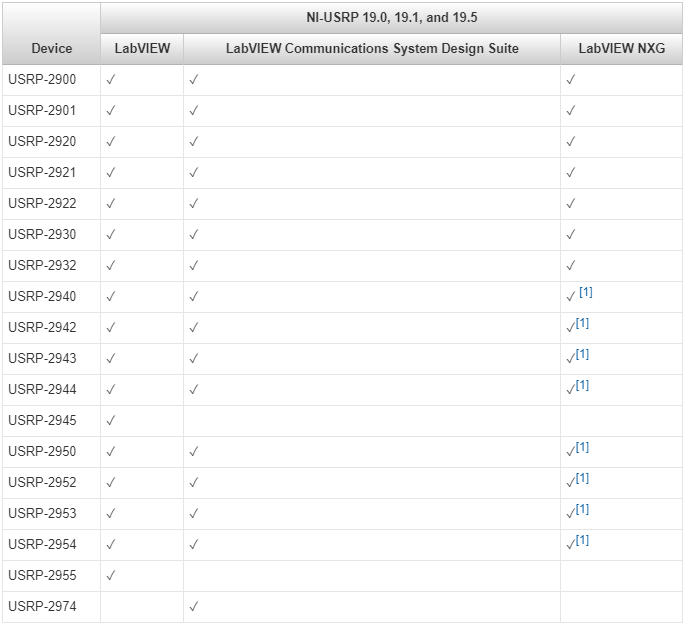 NI-USRP 19.0, 19.1, and 19.5
Device LabVIEW LabVIEW Communications System Design Suite LabVIEW NXG
USRP-2900 ✓ ✓ ✓
USRP-2901 ✓ ✓ ✓
USRP-2920 ✓ ✓ ✓
USRP-2921 ✓ ✓ ✓
USRP-2922 ✓ ✓ ✓
USRP-2930 ✓ ✓ ✓
USRP-2932 ✓ ✓ ✓
USRP-2940 ✓ ✓ ✓ [1]
USRP-2942 ✓ ✓ ✓[1]
USRP-2943 ✓ ✓ ✓[1]
USRP-2944 ✓ ✓ ✓[1]
USRP-2945 ✓
USRP-2950 ✓ ✓ ✓[1]
USRP-2952 ✓ ✓ ✓[1]
USRP-2953 ✓ ✓ ✓[1]
USRP-2954 ✓ ✓ ✓[1]
USRP-2955 ✓
USRP-2974 ✓